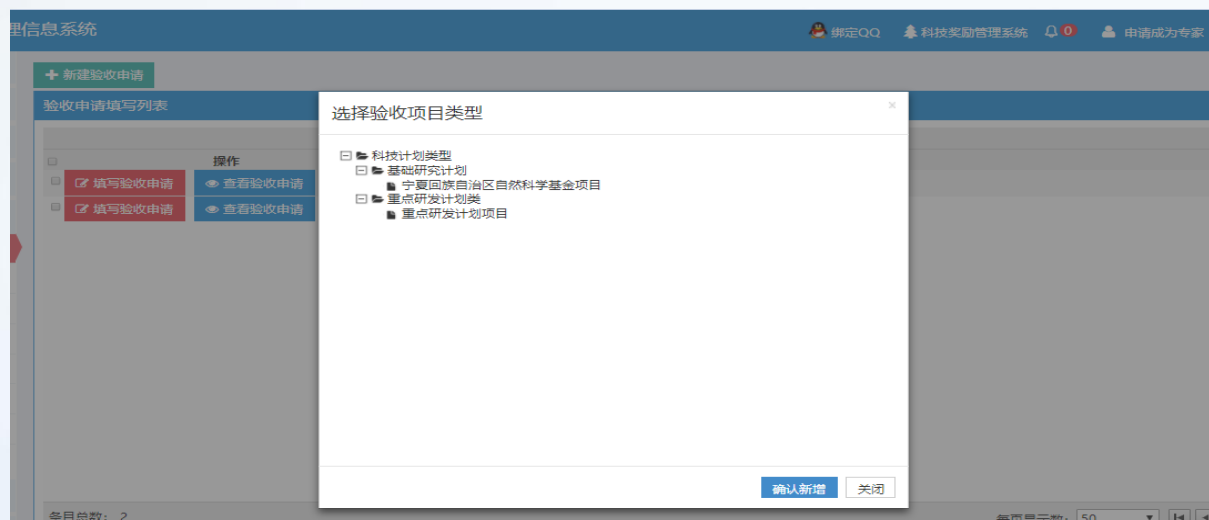 理信息系统
绑定QQ 科技奖励管理系统 0 申请成为专家
新建验收申请
验收申请填写列表
选择验收项目类型
×
科技计划类型
操作
基础研究计划
宁夏回族自治区自然科学基金项目
填写验收申请 查看验收申请
重点研发计划类
填写验收申请 查看验收申请
重点研发计划项目
确认新增 关闭
条目总数： 2
每页显示数： 50